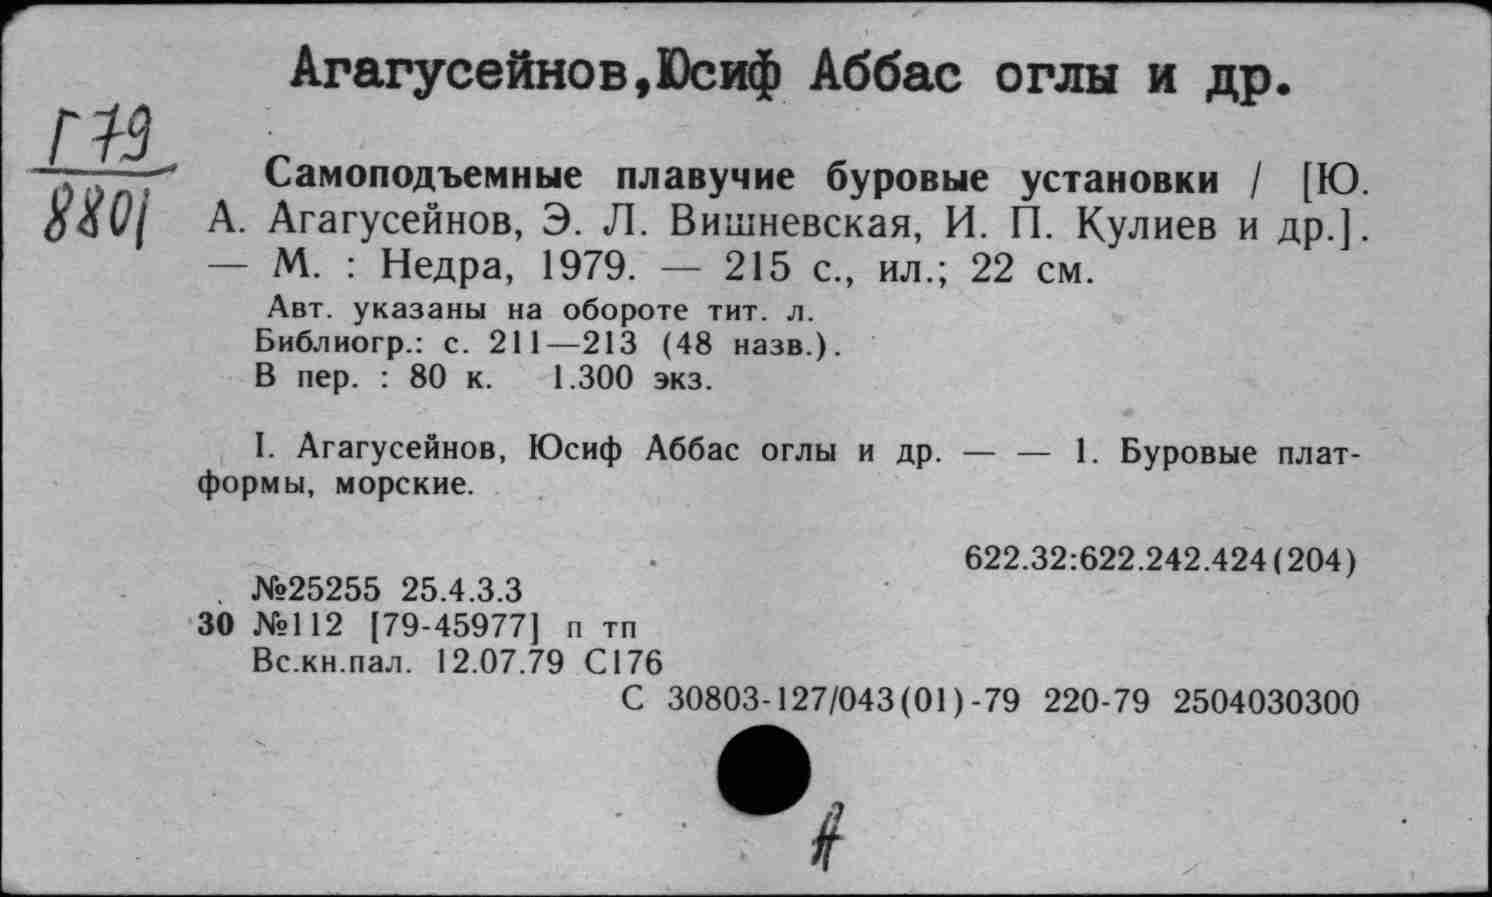 Агагусейнов,Юсиф Аббас оглы и др.
Г79
8801
Самоподъемные плавучие буровые установки / [Ю.
А. Агагусейнов, Э. Л. Вишневская, И. П. Кулиев и др.].
— М. : Недра, 1979. — 215 с., ил.; 22 см.
Авт. указаны на обороте тит. л.
Библиогр.: с. 211—213 (48 назв.).
В пер. : 80 к. 1.300 экз.
I. Агагусейнов, Юсиф Аббас оглы и др. — — 1. Буровые плат-
формы, морские.
622.32:622.242.424(204)
№25255 25.4.3.3
30 №112 [79-45977] п тп
Вс.кн.пал. 12.07.79 С176
С 30803-127/043(01)-79 220-79 2504030300